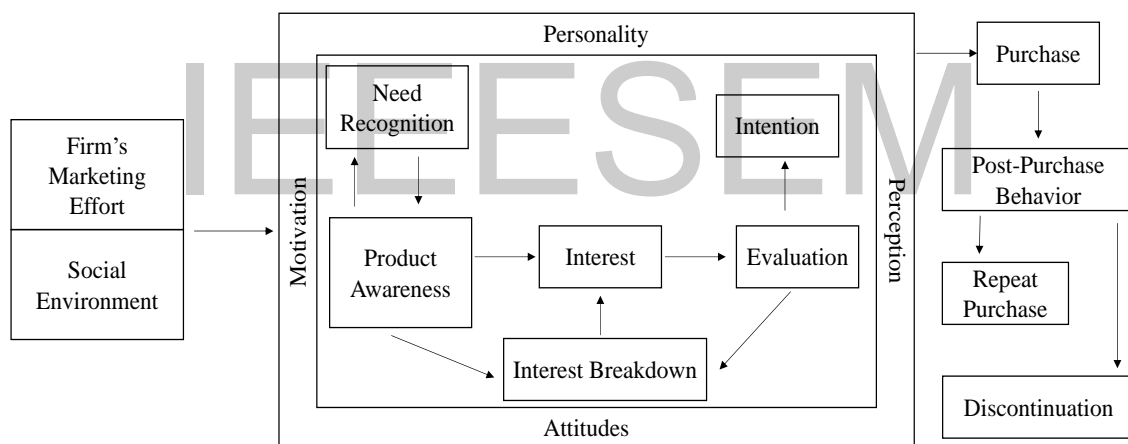 Personality
Need
Recognition
Intention
Purchase
Firm's
Marketing
Effort
Social
Environment
Motivation
Product
Awareness
Interest
Evaluation
Perception
Post-Purchase
Behavior
Repeat
Purchase
Interest Breakdown
Discontinuation
Attitudes
IEEESEM